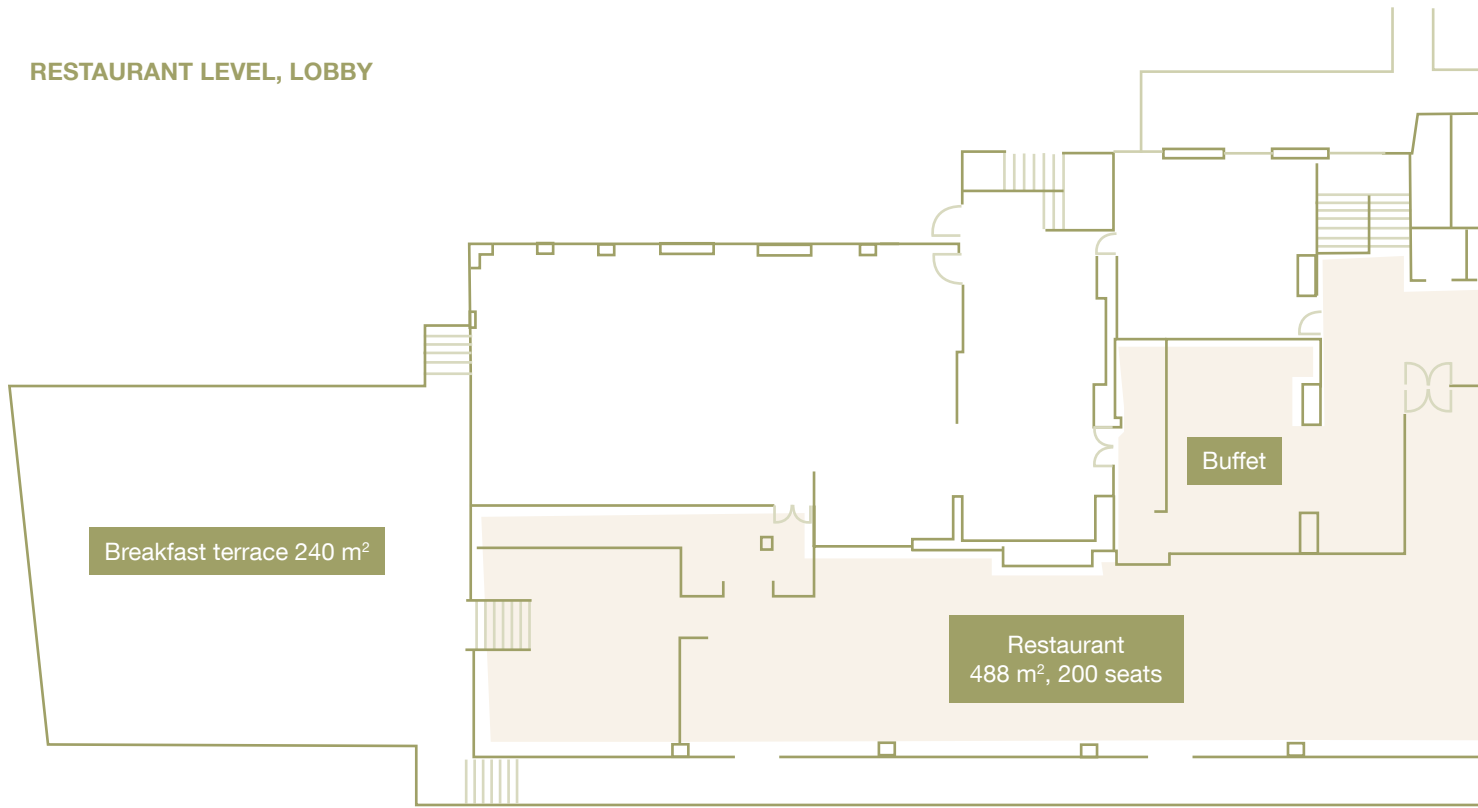 RESTAURANT LEVEL, LOBBY
Buffet
Breakfast terrace 240 m²
Restaurant
488 m², 200 seats